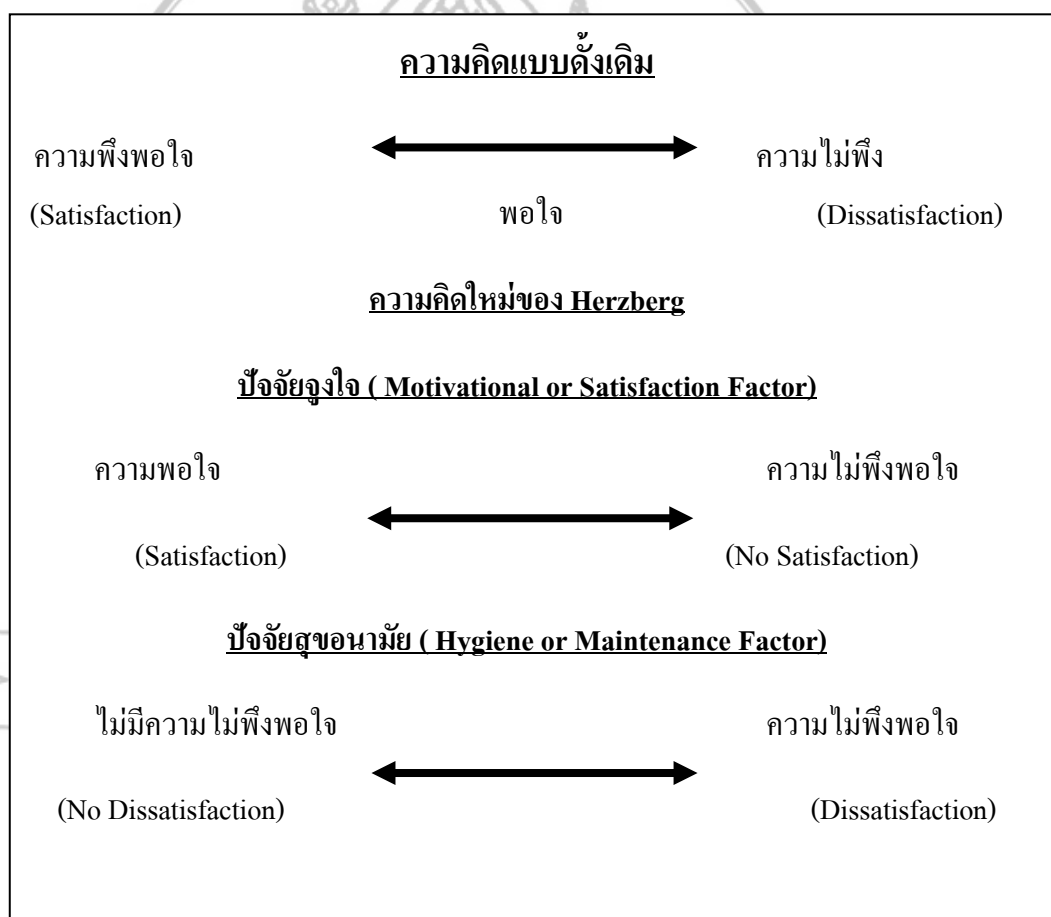 ความคิดแบบดั้งเดิม
ความพึงพอใจ ความไม่พึง
(Satisfaction) พอใจ (Dissatisfaction)
ความคิดใหม่ของ Herzberg
ปัจจัยจูงใจ ( Motivational or Satisfaction Factor)
ความพอใจ ความไม่พึงพอใจ
(Satisfaction) (No Satisfaction)
ปัจจัยสุขอนามัย ( Hygiene or Maintenance Factor)
ไม่มีความไม่พึงพอใจ ความไม่พึงพอใจ
(No Dissatisfaction) (Dissatisfaction)